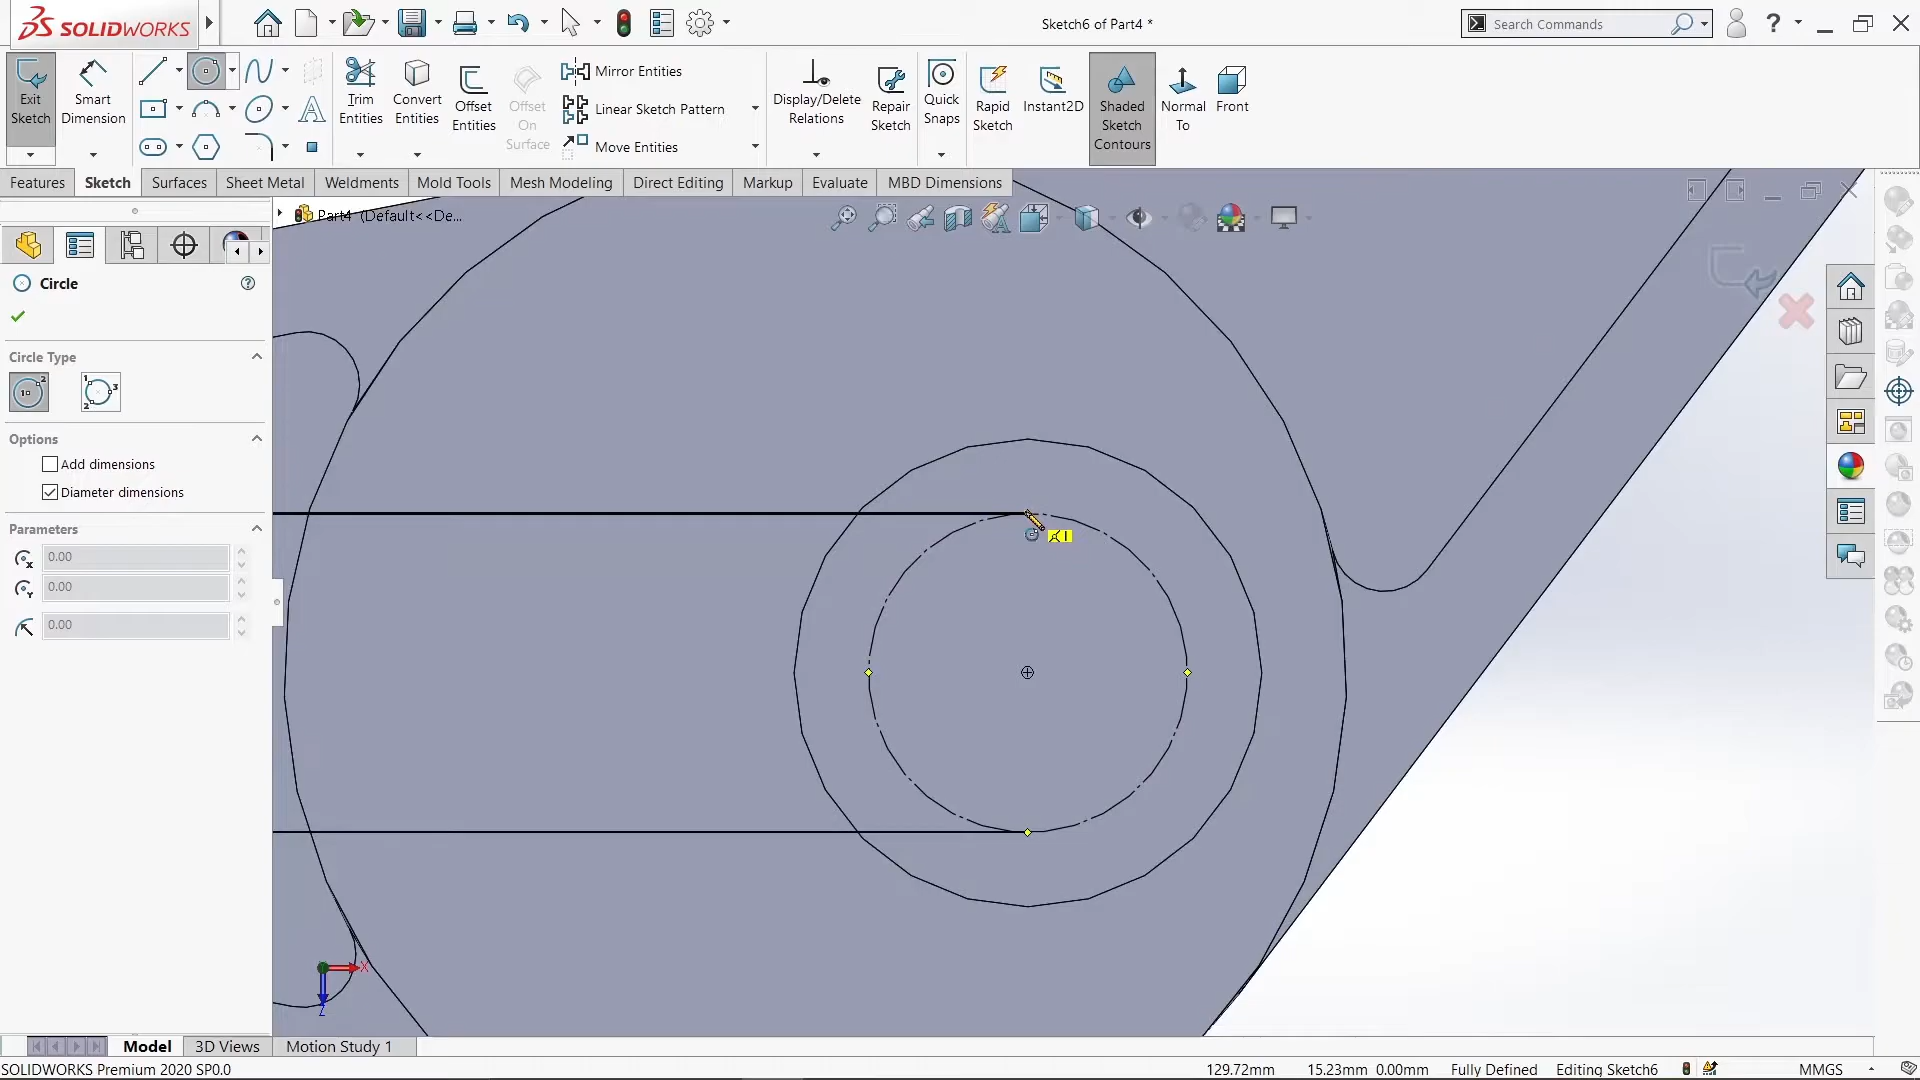 SOLIDWORKS
Sketch6 of Part4 *
Search Commands
Exit Sketch
Smart Dimension
Trim Entities
Convert Entities
Offset Entities
Offset On Surface
Mirror Entities
Linear Sketch Pattern
Move Entities
Display/Delete Relations
Repair Sketch
Quick Snaps
Rapid Sketch
Instant2D
Shaded Sketch Contours
Normal To
Front
Features Sketch Surfaces Sheet Metal Weldments Mold Tools Mesh Modeling Direct Editing Markup Evaluate MBD Dimensions
Part4 (Default<<De...
Circle
Circle Type
Options
Add dimensions
Diameter dimensions
Parameters
0.00
0.00
0.00
X
Z
Model 3D Views Motion Study 1
SOLIDWORKS Premium 2020 SP0.0 129.72mm 15.23mm 0.00mm Fully Defined Editing Sketch6 MMGS